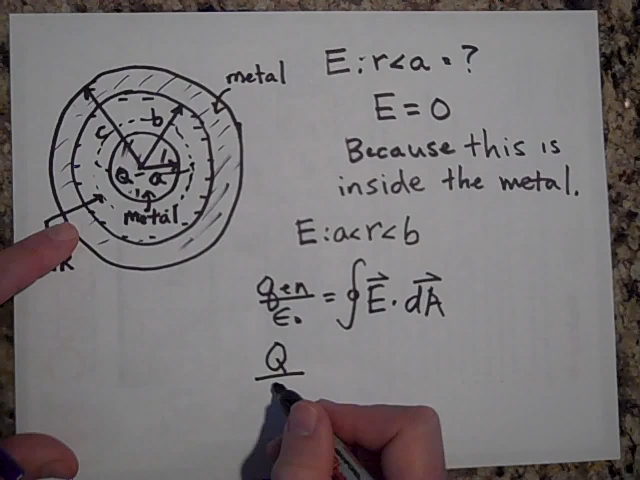 metal
E: r<a = ?
E = 0
Because this is
inside the metal.
c
b
Q
a
metal
E: a<r<b
qen/ε₀ = ∮E⃗ · dA⃗
Q